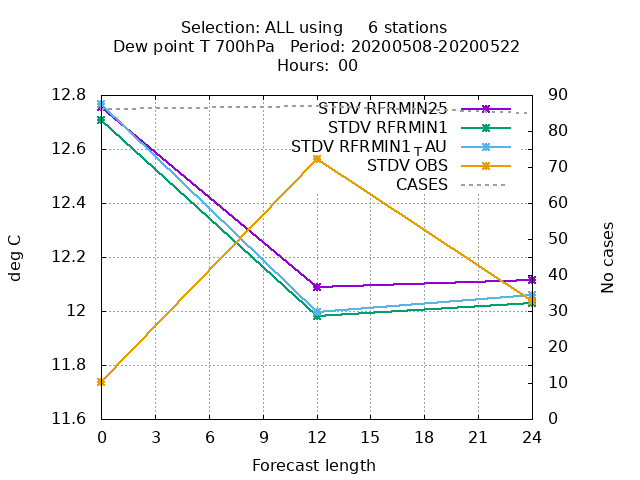 Selection: ALL using 6 stations
Dew point T 700hPa Period: 20200508-20200522
Hours: 00
12.8
12.6
12.4
12.2
12
11.8
11.6
deg C
90
80
70
60
50
40
30
20
10
0
No cases
STDV RFRMIN25
STDV RFRMIN1
STDV RFRMIN1TAU
STDV OBS
CASES
0 3 6 9 12 15 18 21 24
Forecast length